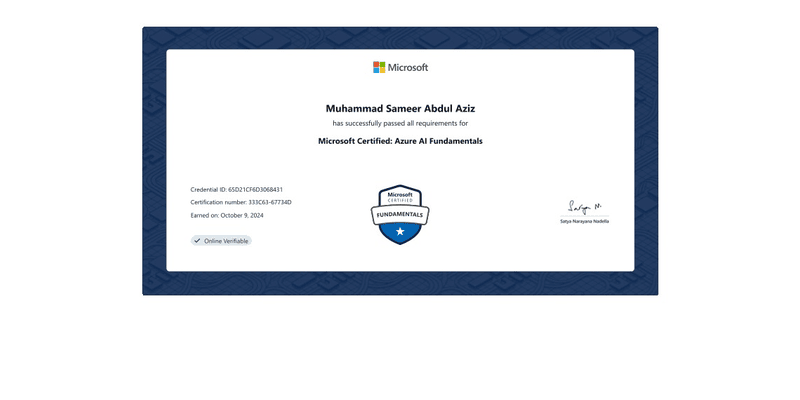 Microsoft
Muhammad Sameer Abdul Aziz
has successfully passed all requirements for
Microsoft Certified: Azure AI Fundamentals
Credential ID: 65D21CF6D3068431
Certification number: 333C63-67734D
Earned on: October 9, 2024
Online Verifiable
Microsoft
CERTIFIED
FUNDAMENTALS
Satya N.
Satya Narayana Nadella